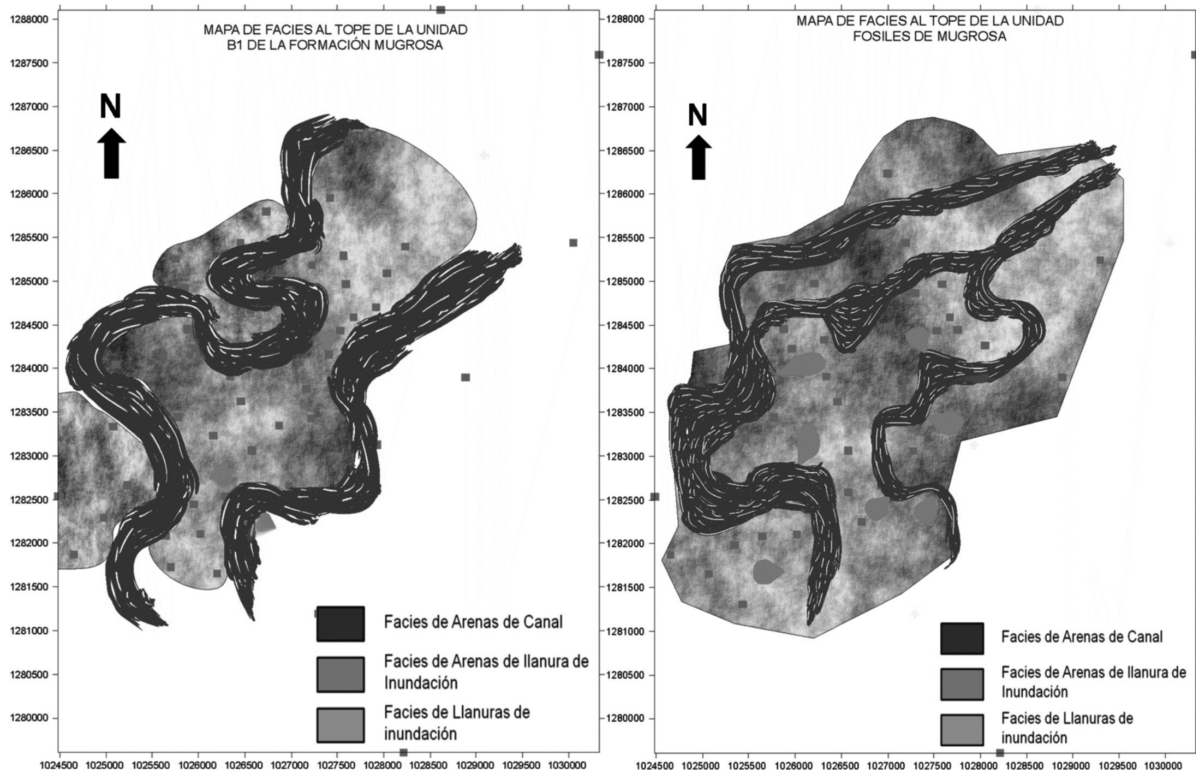 MAPA DE FACIES AL TOPE DE LA UNIDAD
B1 DE LA FORMACIÓN MUGROSA
1288000
1287500
1287000
1286500
1286000
1285500
1285000
1284500
1284000
1283500
1283000
1282500
1282000
1281500
1281000
1280500
1280000
N
Facies de Arenas de Canal
Facies de Arenas de llanura de
Inundación
Facies de Llanuras de
inundación
1024500 1025000 1025500 1026000 1026500 1027000 1027500 1028000 1028500 1029000 1029500 1030000
MAPA DE FACIES AL TOPE DE LA UNIDAD
FOSILES DE MUGROSA
1288000
1287500
1287000
1286500
1286000
1285500
1285000
1284500
1284000
1283500
1283000
1282500
1282000
1281500
1281000
1280500
1280000
N
Facies de Arenas de Canal
Facies de Arenas de llanura de
Inundación
Facies de Llanuras de
inundación
1024500 1025000 1025500 1026000 1026500 1027000 1027500 1028000 1028500 1029000 1029500 1030000